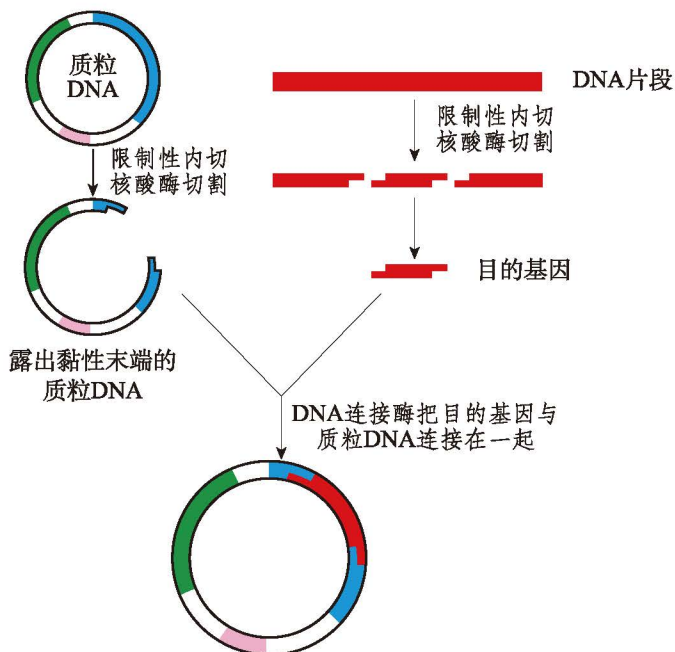 质粒
DNA
DNA片段
限制性内切
核酸酶切割
限制性内切
核酸酶切割
目的基因
露出黏性末端的
质粒DNA
DNA连接酶把目的基因与
质粒DNA连接在一起